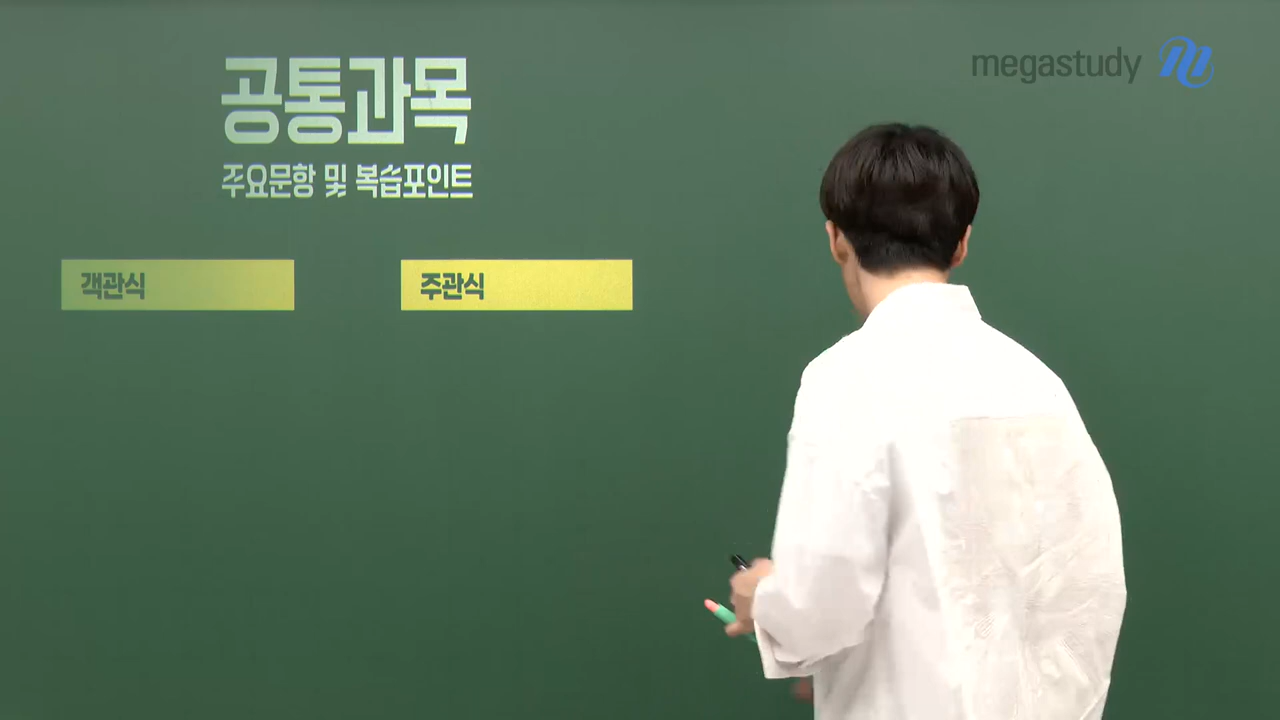 megastudy
공통과목
주요문항 및 복습포인트
객관식
주관식